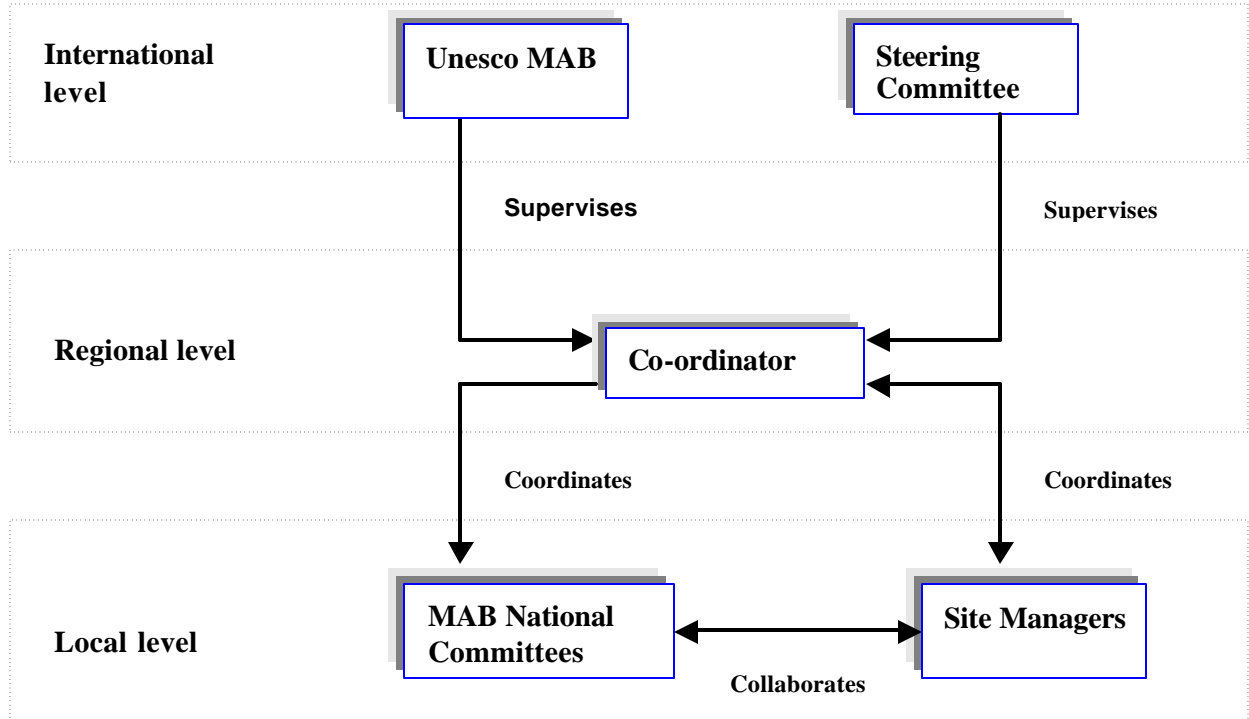 International
level
Unesco MAB
Steering
Committee
Supervises
Supervises
Regional level
Co-ordinator
Coordinates
Coordinates
Local level
MAB National
Committees
Site Managers
Collaborates